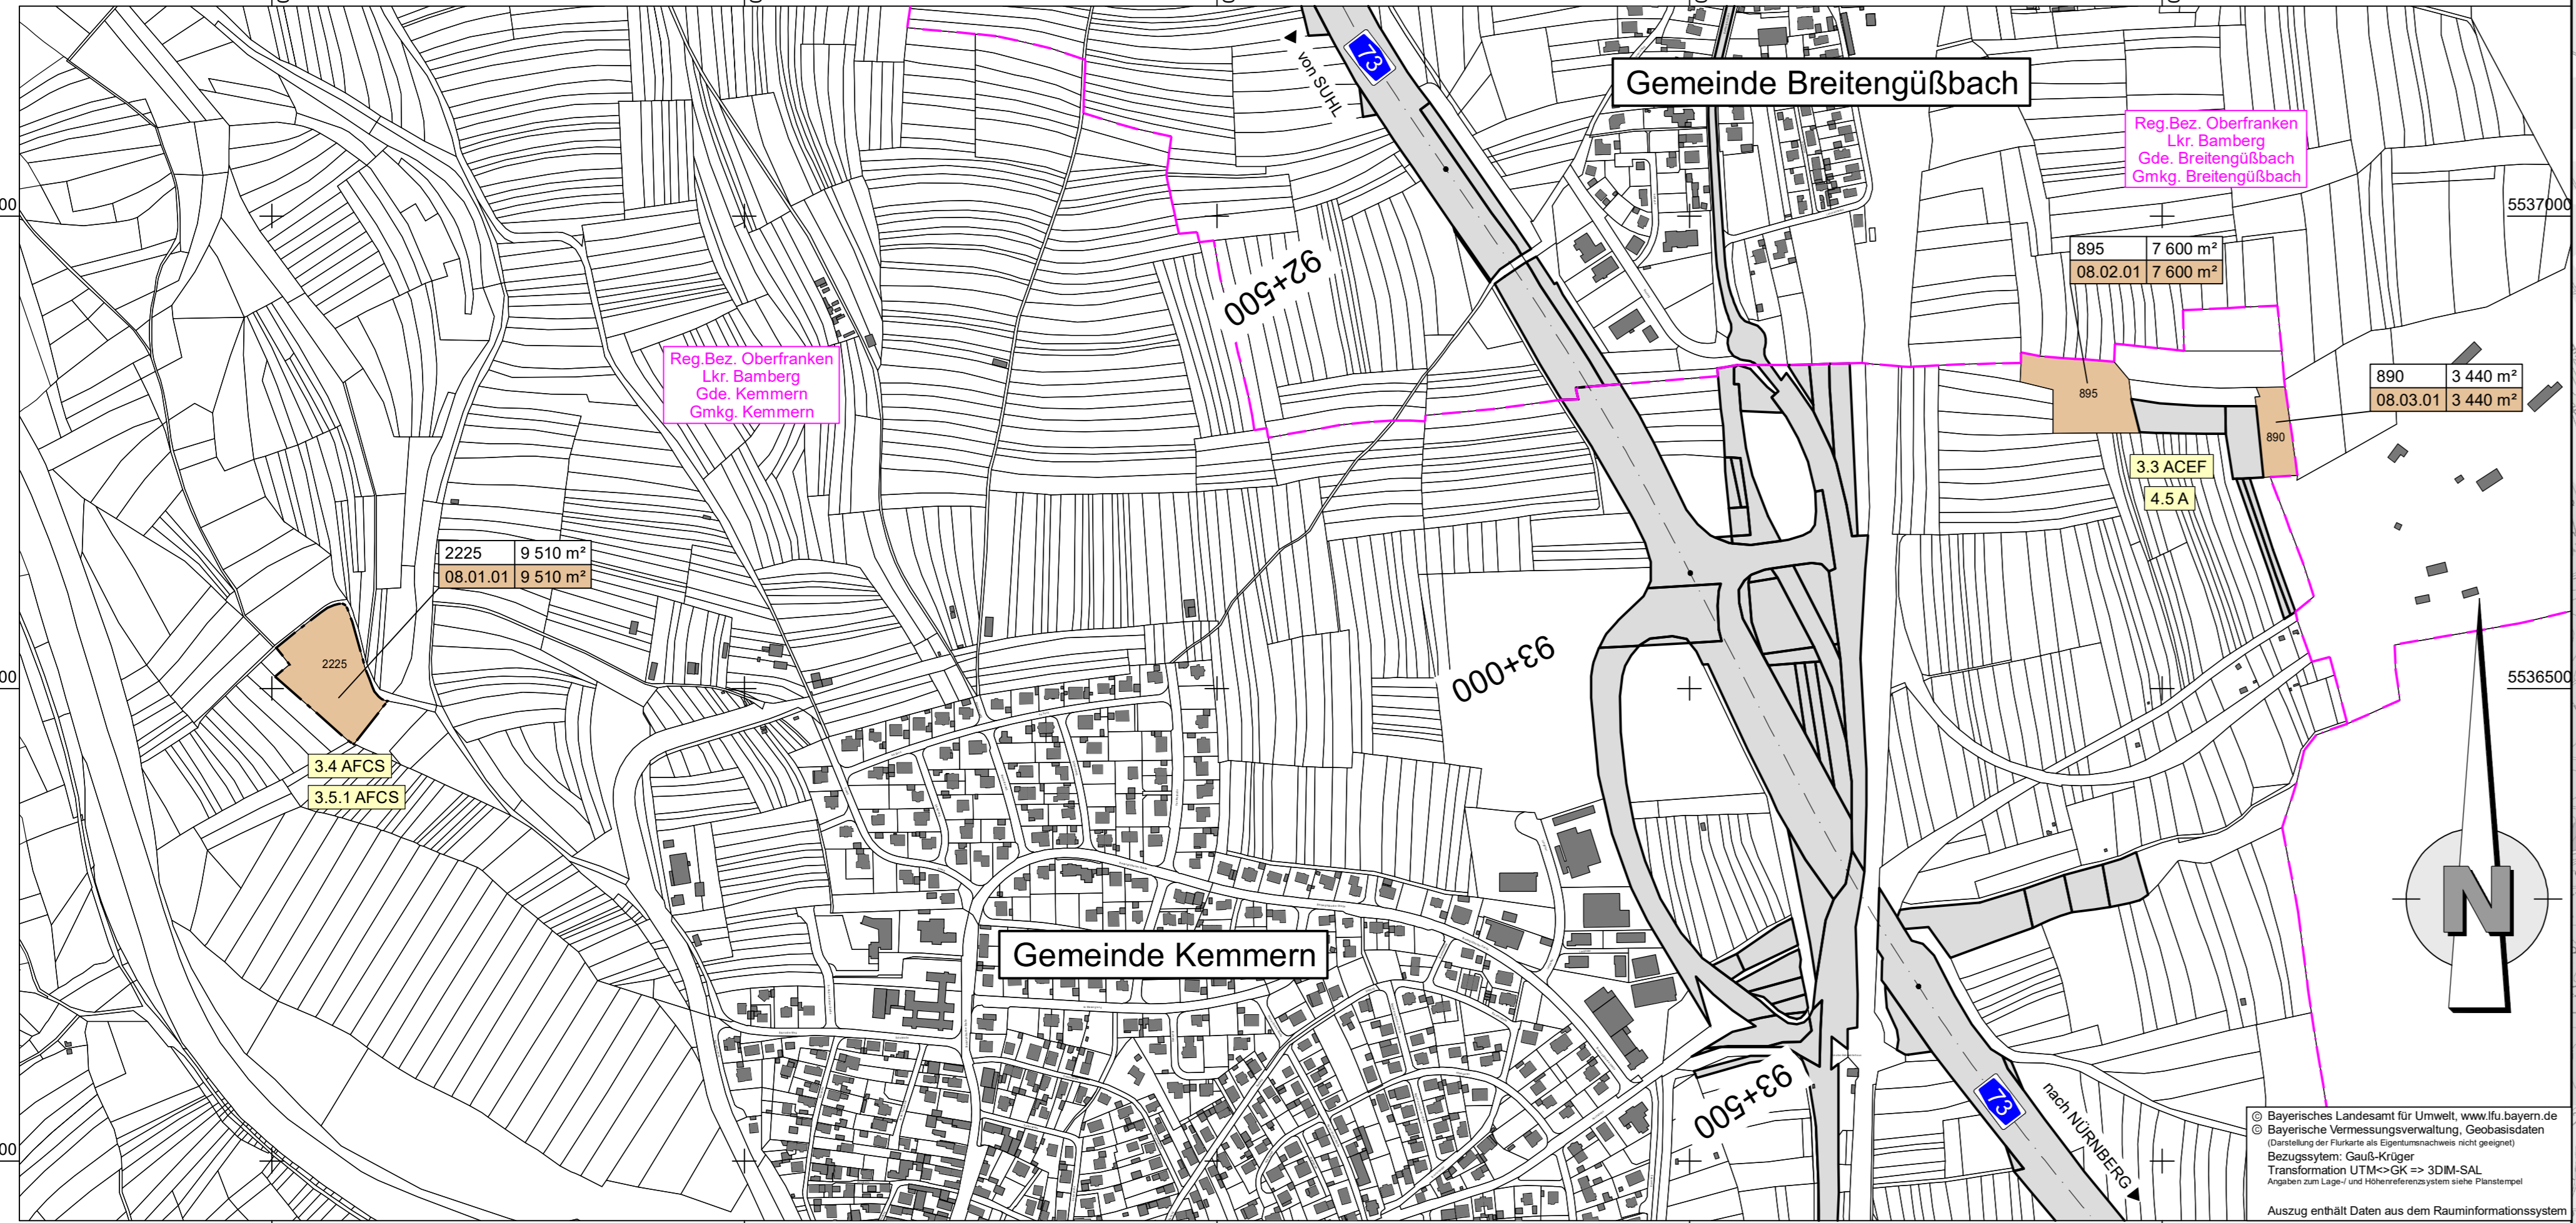 73
von SUHL
Gemeinde Breitengüßbach
Reg.Bez. Oberfranken
Lkr. Bamberg
Gde. Breitengüßbach
Gmkg. Breitengüßbach
00
5537000
895 7 600 m²
08.02.01 7 600 m²
92+500
Reg.Bez. Oberfranken
Lkr. Bamberg
Gde. Kemmern
Gmkg. Kemmern
895
890 3 440 m²
08.03.01 3 440 m²
890
3.3 ACEF
4.5 A
2225 9 510 m²
08.01.01 9 510 m²
2225
93+000
00
5536500
3.4 AFCS
3.5.1 AFCS
Gemeinde Kemmern
N
93+500
73
nach NÜRNBERG
00
© Bayerisches Landesamt für Umwelt, www.lfu.bayern.de
© Bayerische Vermessungsverwaltung, Geobasisdaten
(Darstellung der Flurkarte als Eigentumsnachweis nicht geeignet)
Bezugssytem: Gauß-Krüger
Transformation UTM<>GK => 3DIM-SAL
Angaben zum Lage-/ und Höhenreferenzsystem siehe Planstempel
Auszug enthält Daten aus dem Rauminformationssystem